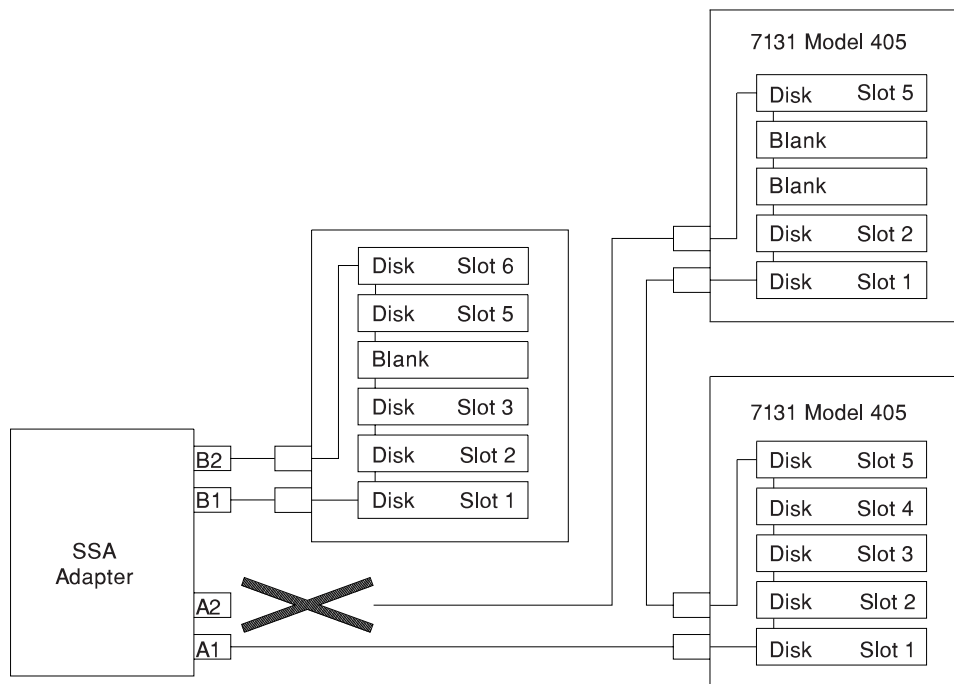 7131 Model 405
Disk Slot 5
Blank
Blank
Disk Slot 2
Disk Slot 1
Disk Slot 6
Disk Slot 5
Blank
Disk Slot 3
Disk Slot 2
Disk Slot 1
7131 Model 405
Disk Slot 5
Disk Slot 4
Disk Slot 3
Disk Slot 2
Disk Slot 1
SSA
Adapter
B2
B1
A2
A1